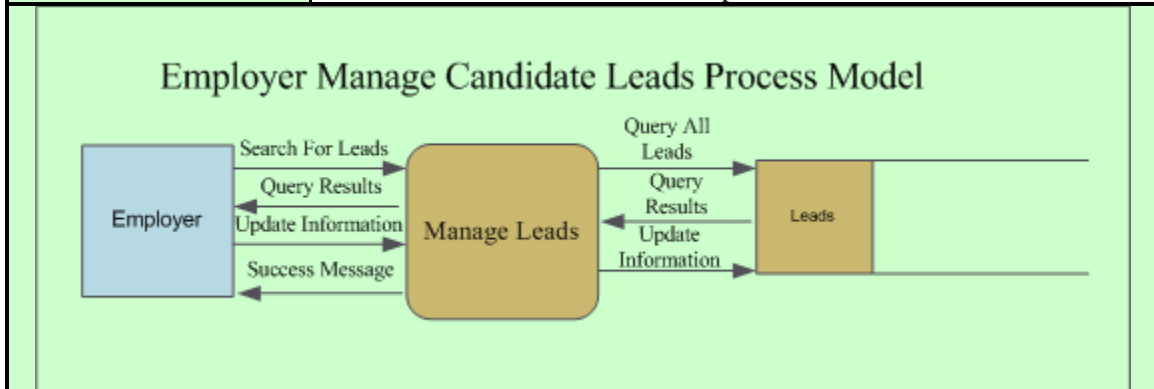 Employer Manage Candidate Leads Process Model
Search For Leads
Query Results
Update Information
Success Message
Employer
Manage Leads
Query All
Leads
Query
Results
Update
Information
Leads